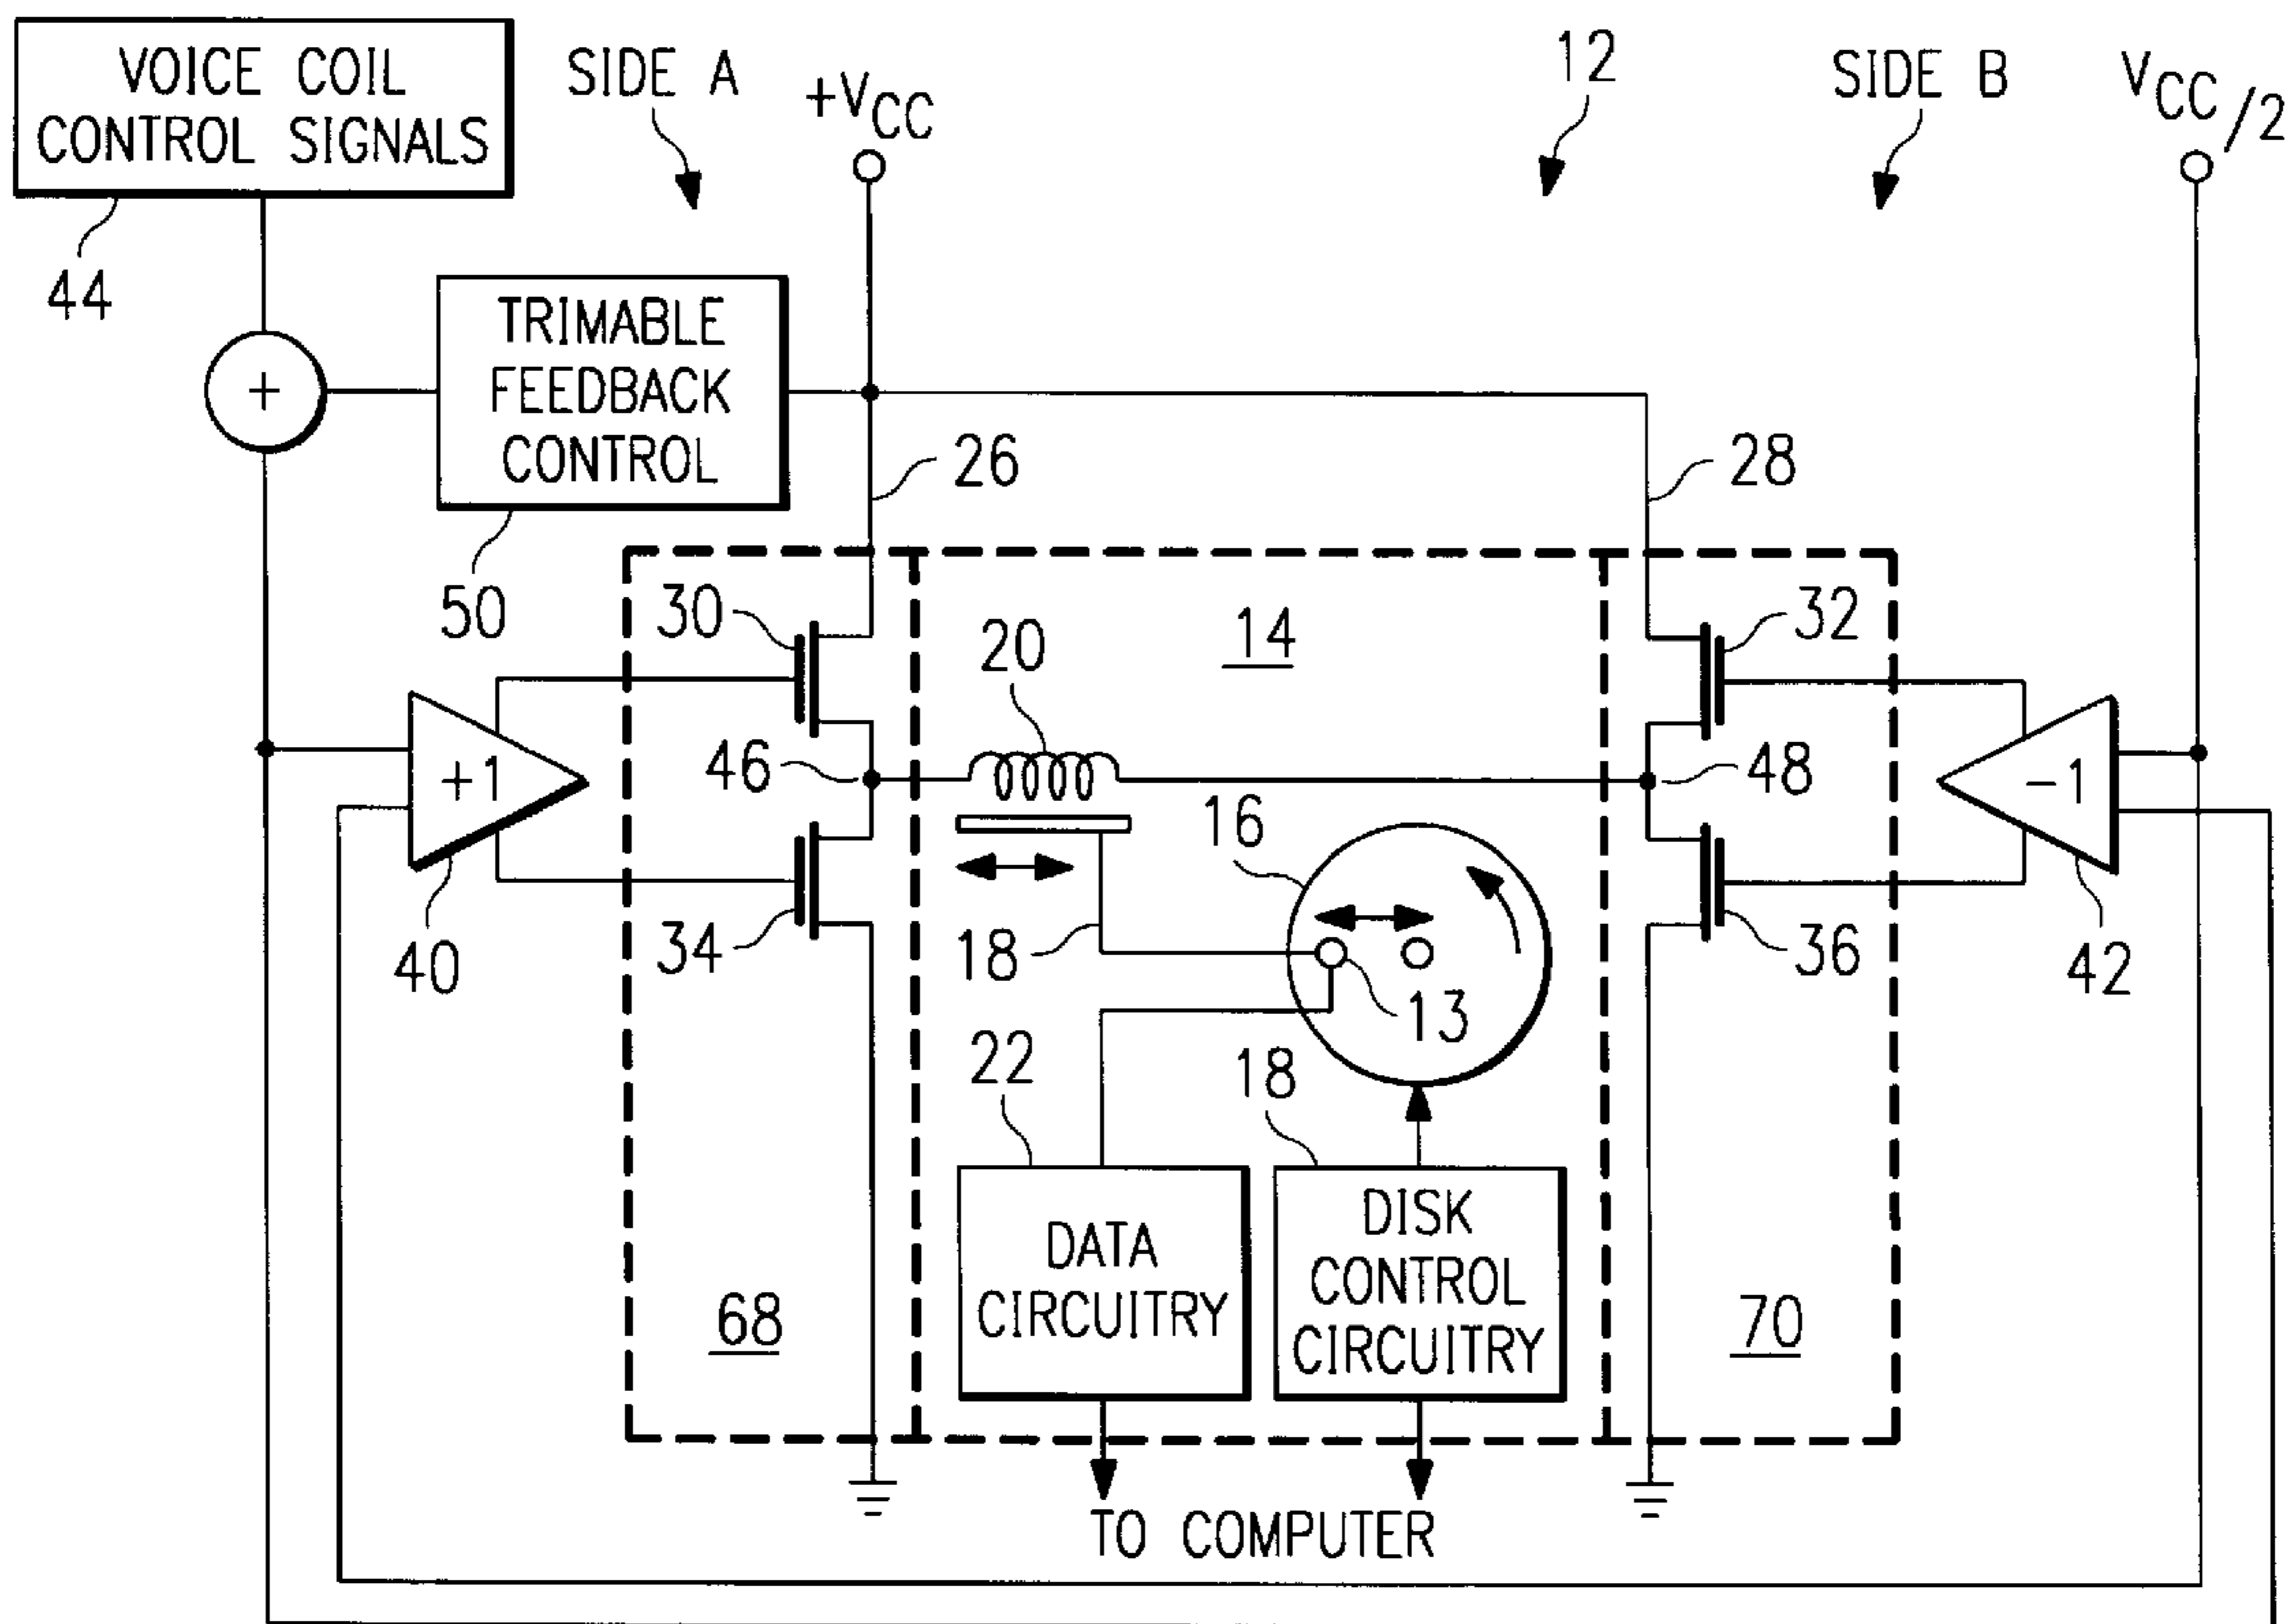 VOICE COIL
CONTROL SIGNALS
SIDE A
+VCC
12
SIDE B
VCC/2
44
TRIMABLE
FEEDBACK
CONTROL
+
26
28
50
30
14
32
20
+1
46
48
-1
16
40
34
18
13
36
42
22
18
DATA
CIRCUITRY
DISK
CONTROL
CIRCUITRY
68
70
TO COMPUTER